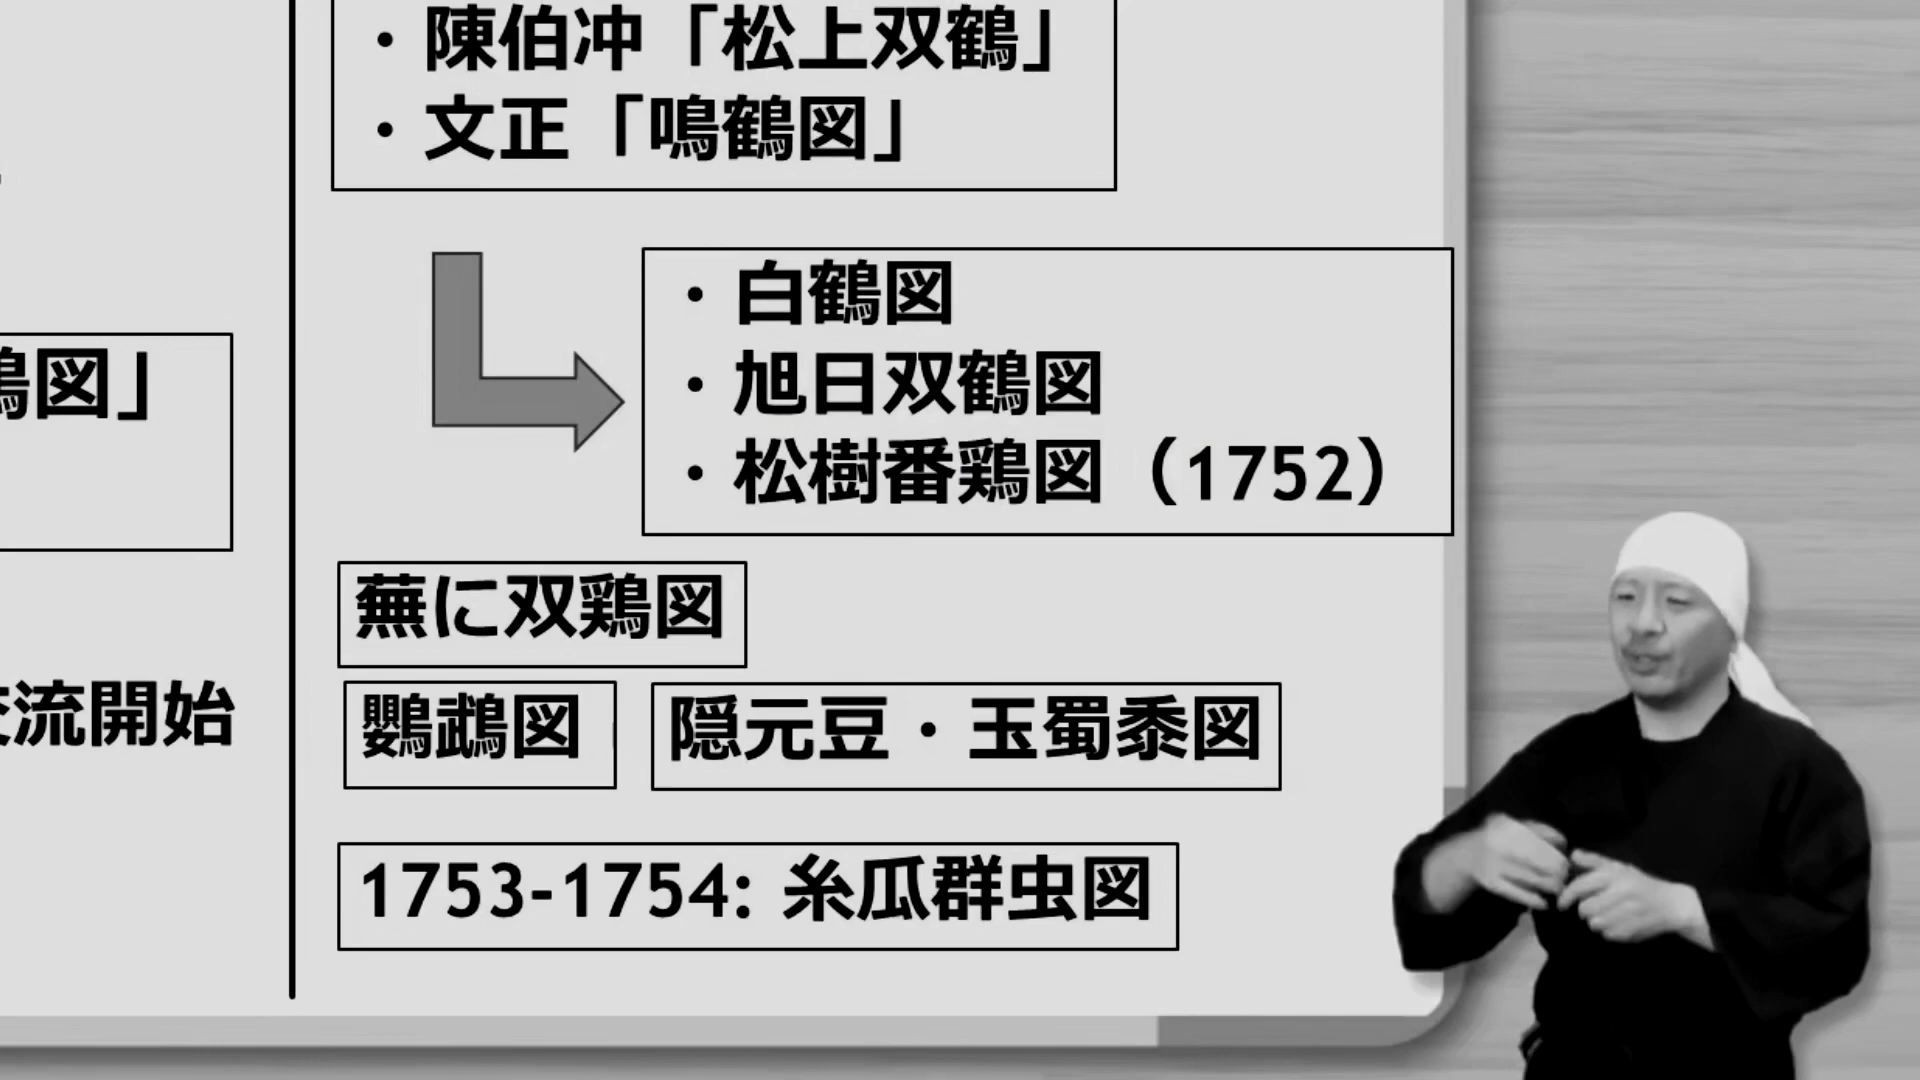 ・陳伯冲「松上双鶴」
・文正「鳴鶴図」
・白鶴図
・旭日双鶴図
・松樹番鶏図（1752）
図」
蕪に双鶏図
流開始
鸚鵡図
隠元豆・玉蜀黍図
1753-1754: 糸瓜群虫図